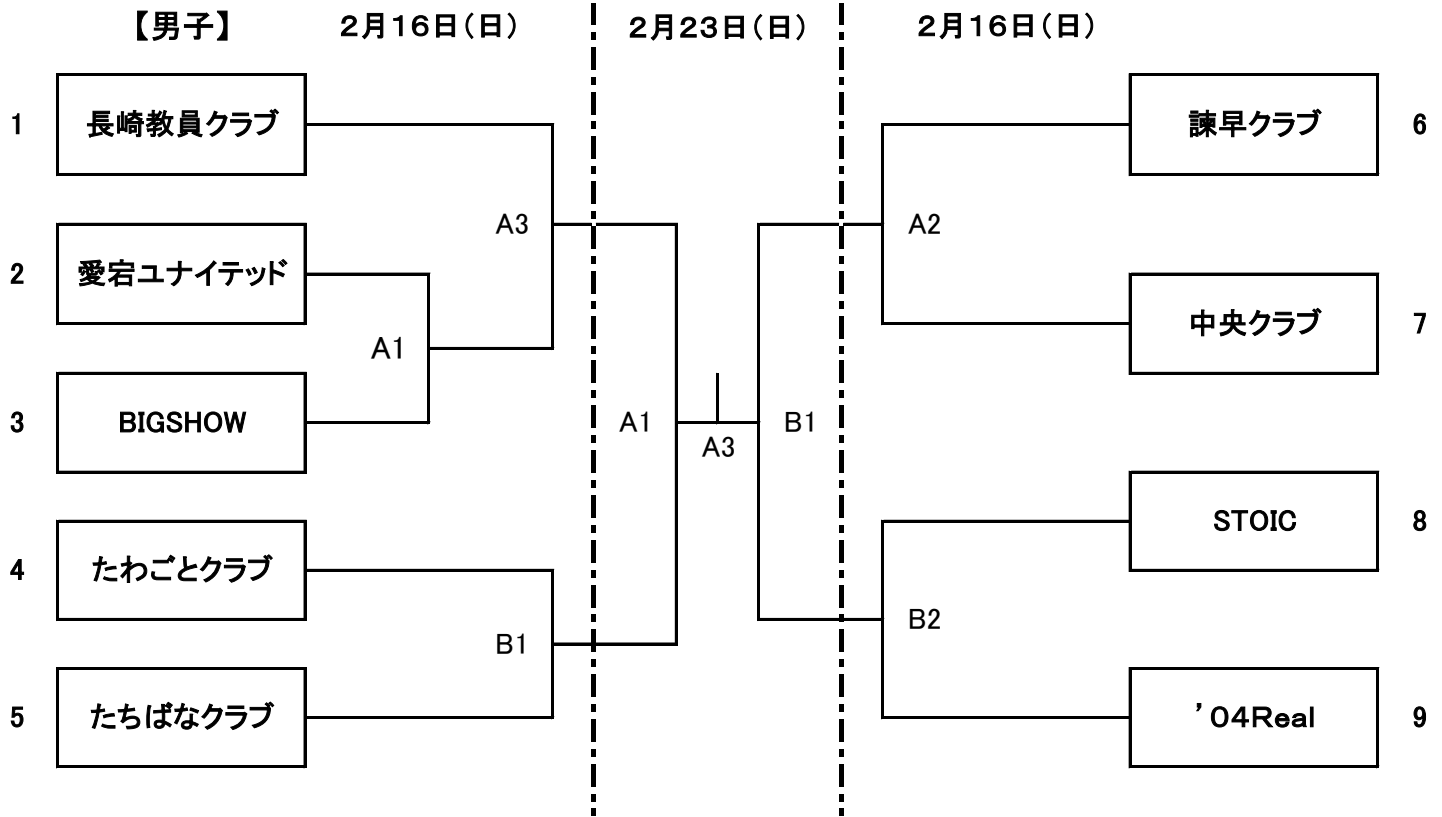 【男子】 ２月１６日（日） ２月２３日（日） ２月１６日（日）
1 長崎教員クラブ 諫早クラブ 6
A3 A2
2 愛宕ユナイテッド
中央クラブ 7
A1
3 BIGSHOW A1 B1
A3
STOIC 8
4 たわごとクラブ
B2
B1
5 たちばなクラブ ’０４Ｒｅａｌ 9